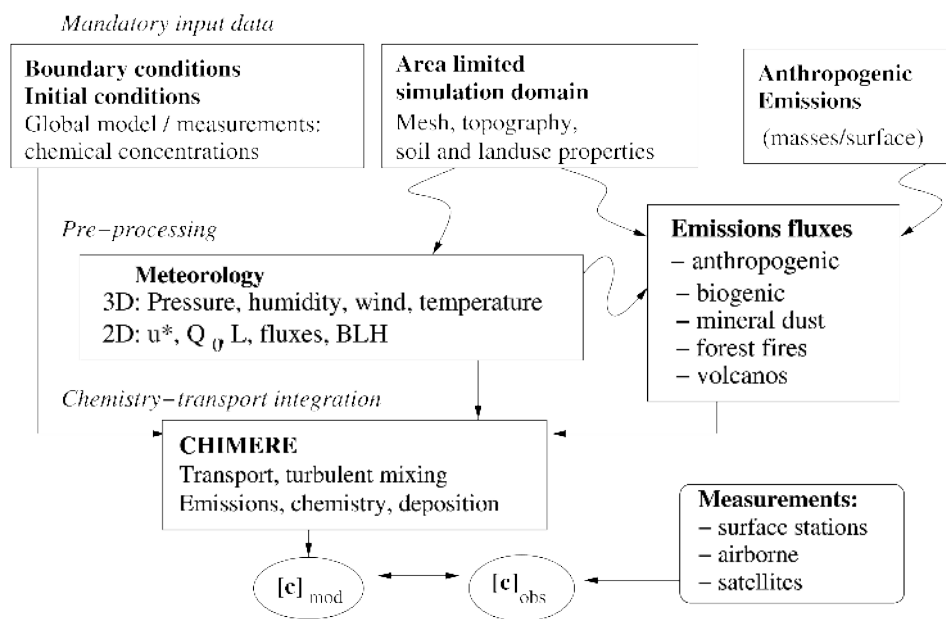 Mandatory input data
Boundary conditions
Initial conditions
Global model / measurements:
chemical concentrations
Area limited
simulation domain
Mesh, topography,
soil and landuse properties
Anthropogenic
Emissions
(masses/surface)
Pre−processing
Meteorology
3D: Pressure, humidity, wind, temperature
2D: u*, Q 0, L, fluxes, BLH
Emissions fluxes
− anthropogenic
− biogenic
− mineral dust
− forest fires
− volcanos
Chemistry−transport integration
CHIMERE
Transport, turbulent mixing
Emissions, chemistry, deposition
Measurements:
− surface stations
− airborne
− satellites
[c] mod
[c] obs